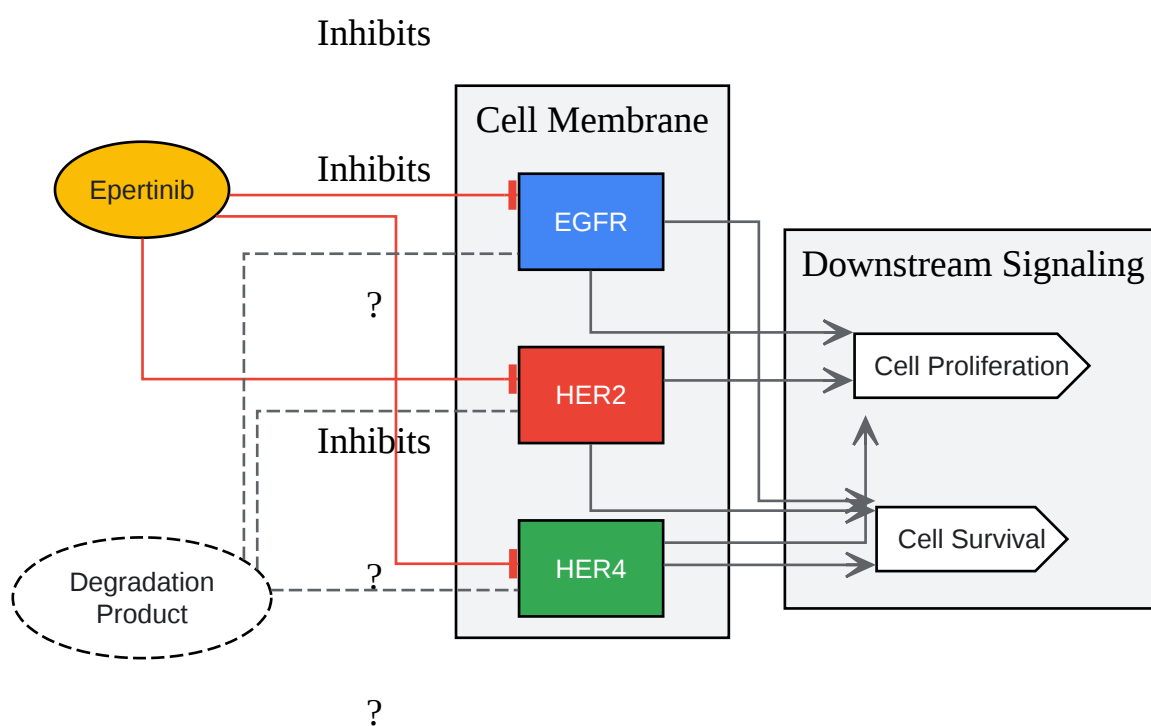 Inhibits
Cell Membrane
Inhibits
Epertinib
EGFR
Downstream Signaling
?
Cell Proliferation
HER2
Inhibits
Cell Survival
HER4
?
Degradation
Product
?